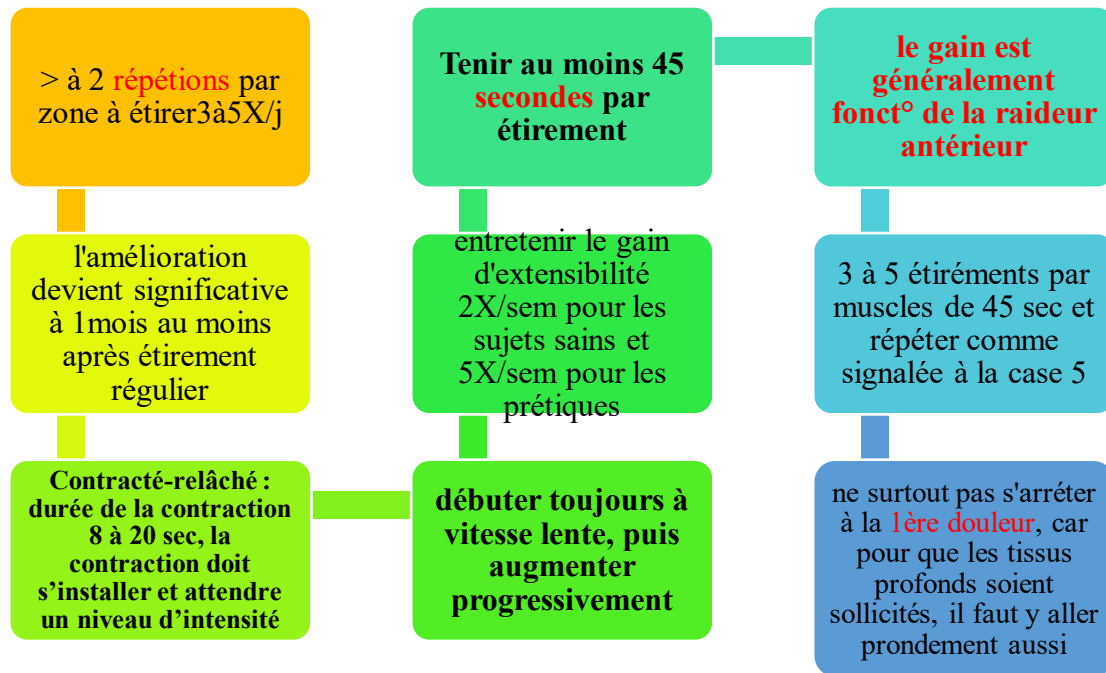 > à 2 répétions par
zone à étirer3à5X/j
l'amélioration
devient significative
à 1mois au moins
après étirement
régulier
Contracté-relâché :
durée de la contraction
8 à 20 sec, la
contraction doit
s’installer et attendre
un niveau d’intensité
débuter toujours à
vitesse lente, puis
augmenter
progressivement
entretenir le gain
d'extensibilité
2X/sem pour les
sujets sains et
5X/sem pour les
prétiques
Tenir au moins 45
secondes par
étirement
le gain est
généralement
fonct° de la raideur
antérieur
3 à 5 étiréments par
muscles de 45 sec et
répéter comme
signalée à la case 5
ne surtout pas s'arréter
à la 1ère douleur, car
pour que les tissus
profonds soient
sollicités, il faut y aller
prondement aussi